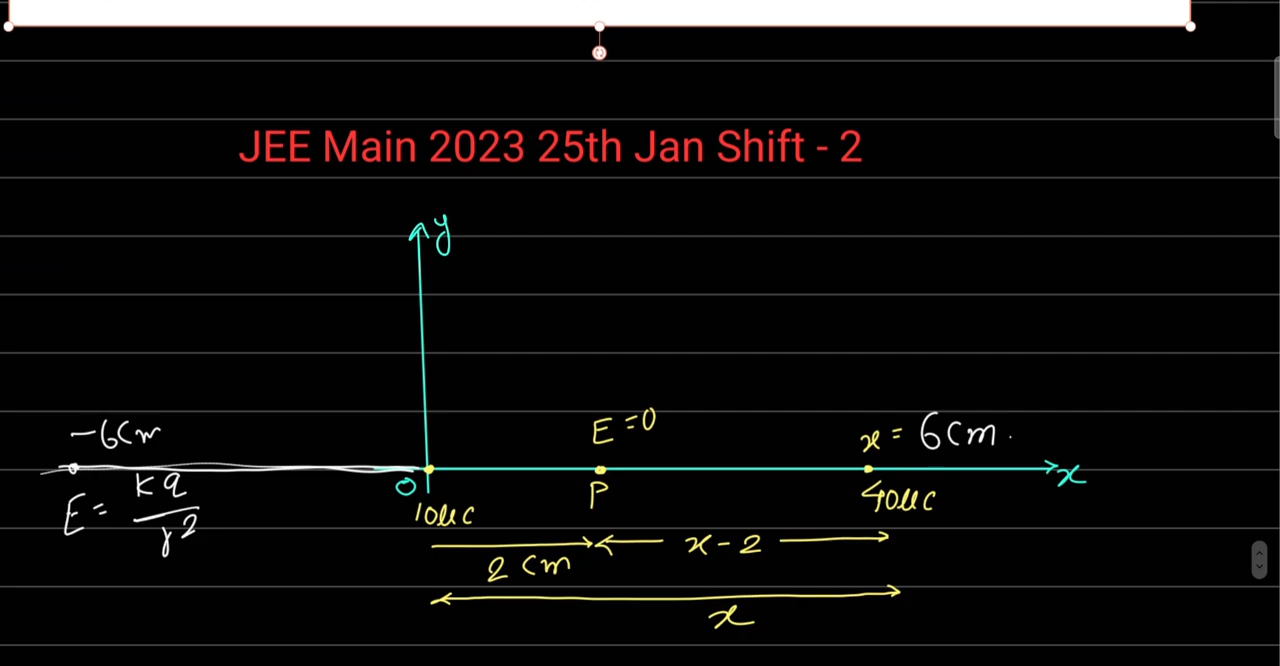 JEE Main 2023 25th Jan Shift - 2
y
E = 0
-6cm
x = 6cm.
E = kq/r²
O
P
x
10μc
40μc
2 cm
x - 2
x